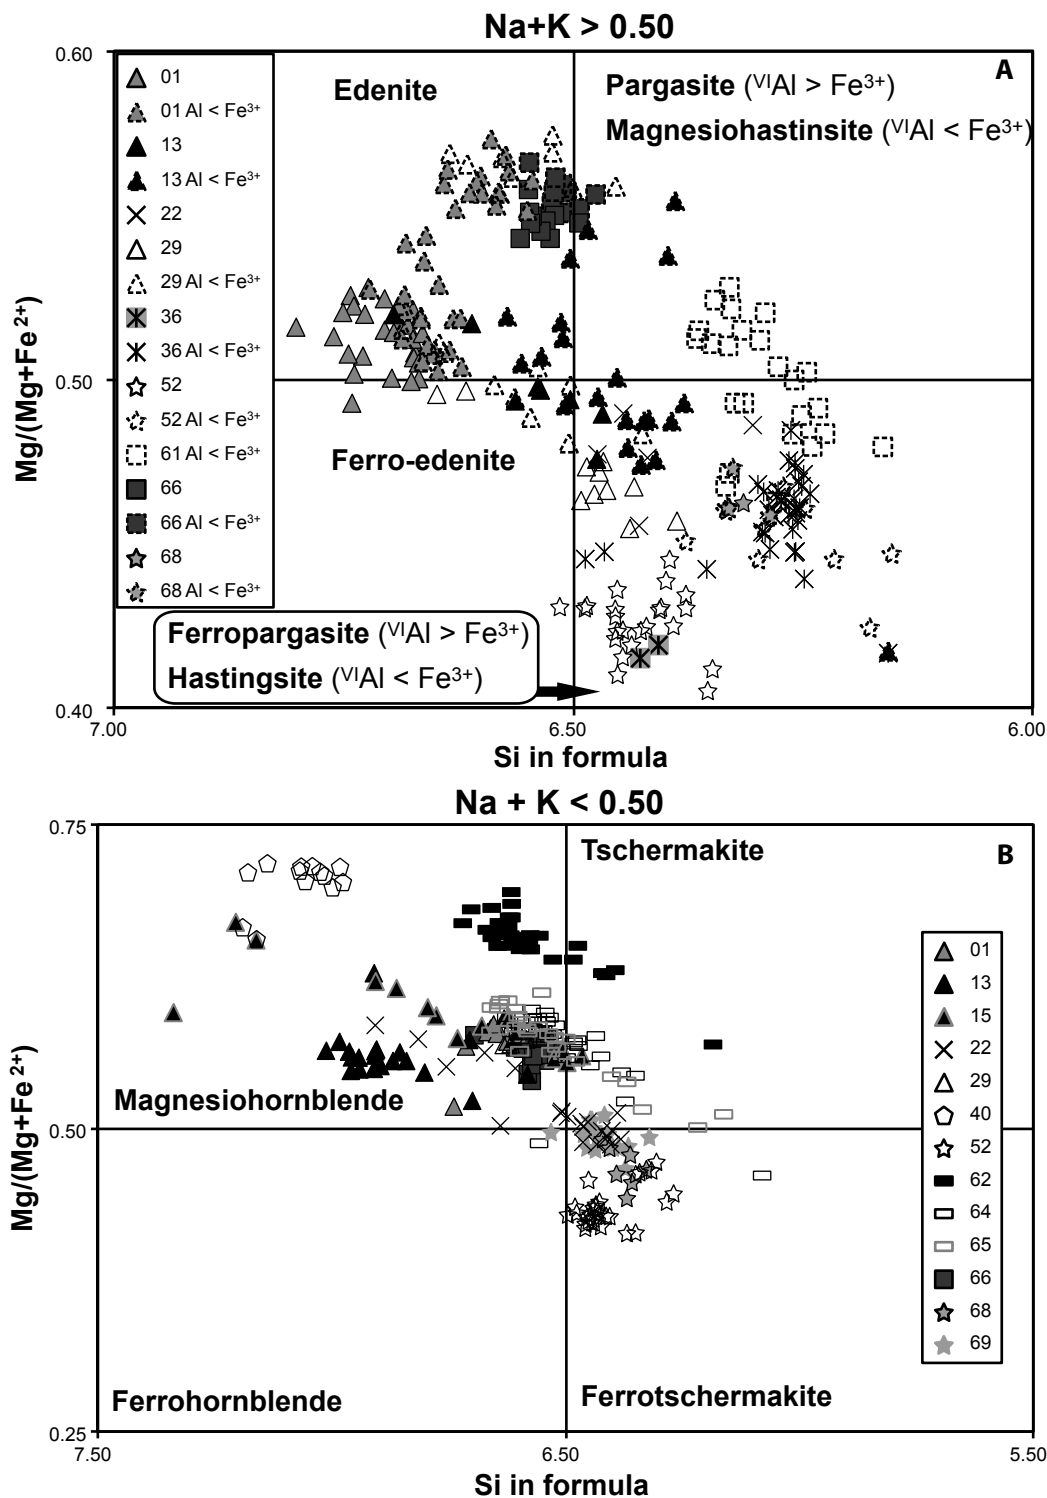 Na+K > 0.50
0.60
A
01
01 Al < Fe³⁺
13
13 Al < Fe³⁺
22
29
29 Al < Fe³⁺
36
36 Al < Fe³⁺
52
52 Al < Fe³⁺
61 Al < Fe³⁺
66
66 Al < Fe³⁺
68
68 Al < Fe³⁺
Edenite
Pargasite (ⱽᴵAl > Fe³⁺)
Magnesiohastinsite (ⱽᴵAl < Fe³⁺)
0.50
Ferro-edenite
Ferropargasite (ⱽᴵAl > Fe³⁺)
Hastingsite (ⱽᴵAl < Fe³⁺)
0.40
7.00
6.50
6.00
Mg/(Mg+Fe ²⁺)
Si in formula
Na + K < 0.50
0.75
Tschermakite
B
01
13
15
22
29
40
52
62
64
65
66
68
69
Magnesiohornblende
0.50
Ferrohornblende
Ferrotschermakite
0.25
7.50
6.50
5.50
Mg/(Mg+Fe ²⁺)
Si in formula